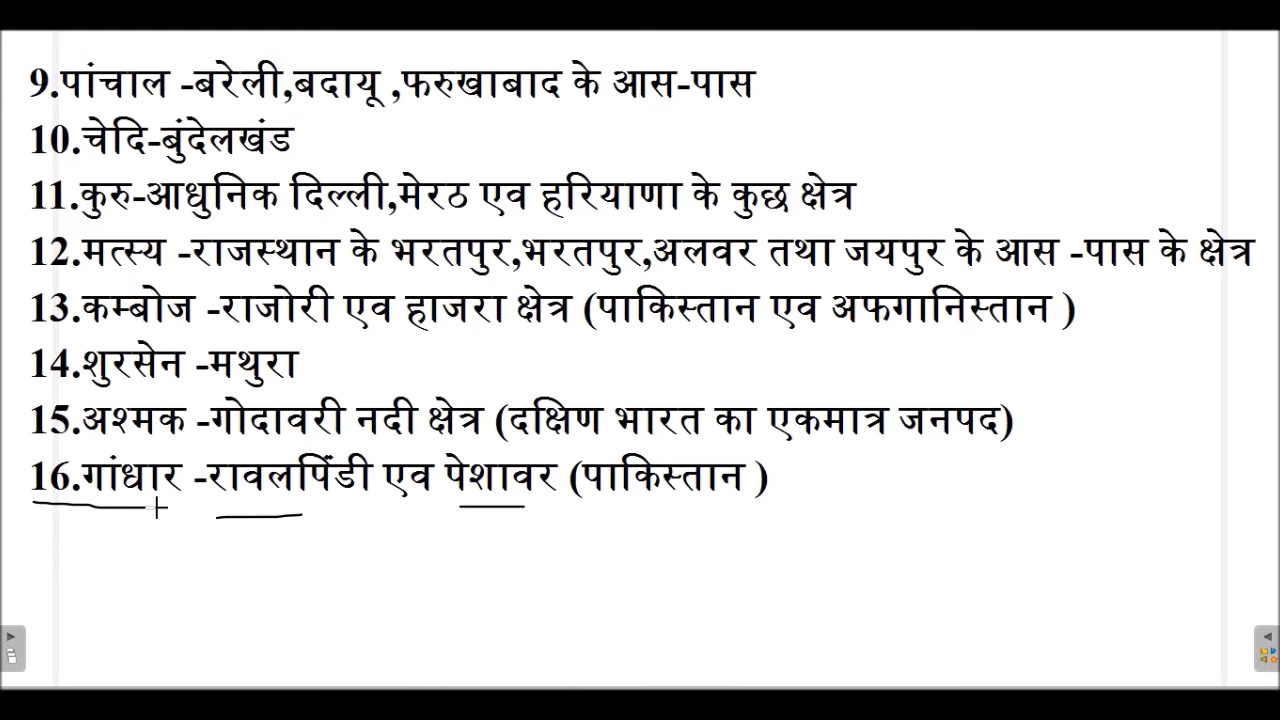 9.पांचाल -बरेली,बदायू ,फरुखाबाद के आस-पास
10.चेदि-बुंदेलखंड
11.कुरु-आधुनिक दिल्ली,मेरठ एव हरियाणा के कुछ क्षेत्र
12.मत्स्य -राजस्थान के भरतपुर,भरतपुर,अलवर तथा जयपुर के आस -पास के क्षेत्र
13.कम्बोज -राजोरी एव हाजरा क्षेत्र (पाकिस्तान एव अफगानिस्तान )
14.शुरसेन -मथुरा
15.अश्मक -गोदावरी नदी क्षेत्र (दक्षिण भारत का एकमात्र जनपद)
16.गांधार -रावलपिंडी एव पेशावर (पाकिस्तान )